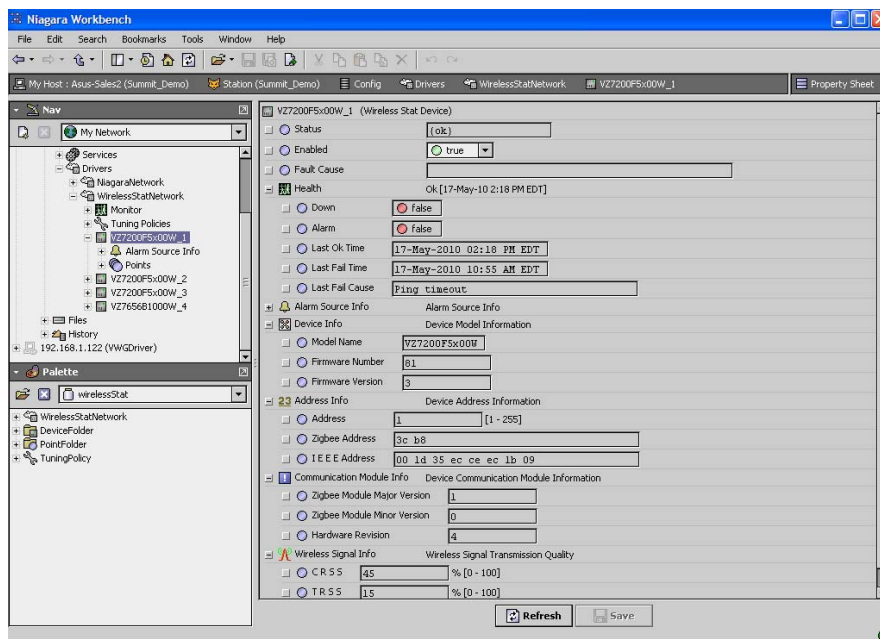 Niagara Workbench
File Edit Search Bookmarks Tools Window Help
My Host : Asus-Sales2 (Summit_Demo) Station (Summit_Demo) Config Drivers WirelessStatNetwork VZ7200F5x00W_1 Property Sheet
Nav
My Network
Services
Drivers
NiagaraNetwork
WirelessStatNetwork
Monitor
Tuning Policies
VZ7200F5x00W_1
Alarm Source Info
Points
VZ7200F5x00W_2
VZ7200F5x00W_3
VZ7656B1000W_4
Files
History
192.168.1.122 (VWGDriver)
Palette
wirelessStat
WirelessStatNetwork
DeviceFolder
PointFolder
TuningPolicy
VZ7200F5x00W_1 (Wireless Stat Device)
Status {ok}
Enabled true
Fault Cause
Health Ok [17-May-10 2:18 PM EDT]
Down false
Alarm false
Last Ok Time 17-May-2010 02:18 PM EDT
Last Fail Time 17-May-2010 10:55 AM EDT
Last Fail Cause Ping timeout
Alarm Source Info Alarm Source Info
Device Info Device Model Information
Model Name VZ7200F5x00W
Firmware Number 81
Firmware Version 3
23 Address Info Device Address Information
Address 1 [1 - 255]
Zigbee Address 3c b8
I E E E Address 00 1d 35 ec ce ec 1b 09
Communication Module Info Device Communication Module Information
Zigbee Module Major Version 1
Zigbee Module Minor Version 0
Hardware Revision 4
Wireless Signal Info Wireless Signal Transmission Quality
C R S S 45 % [0 - 100]
T R S S 15 % [0 - 100]
Refresh Save